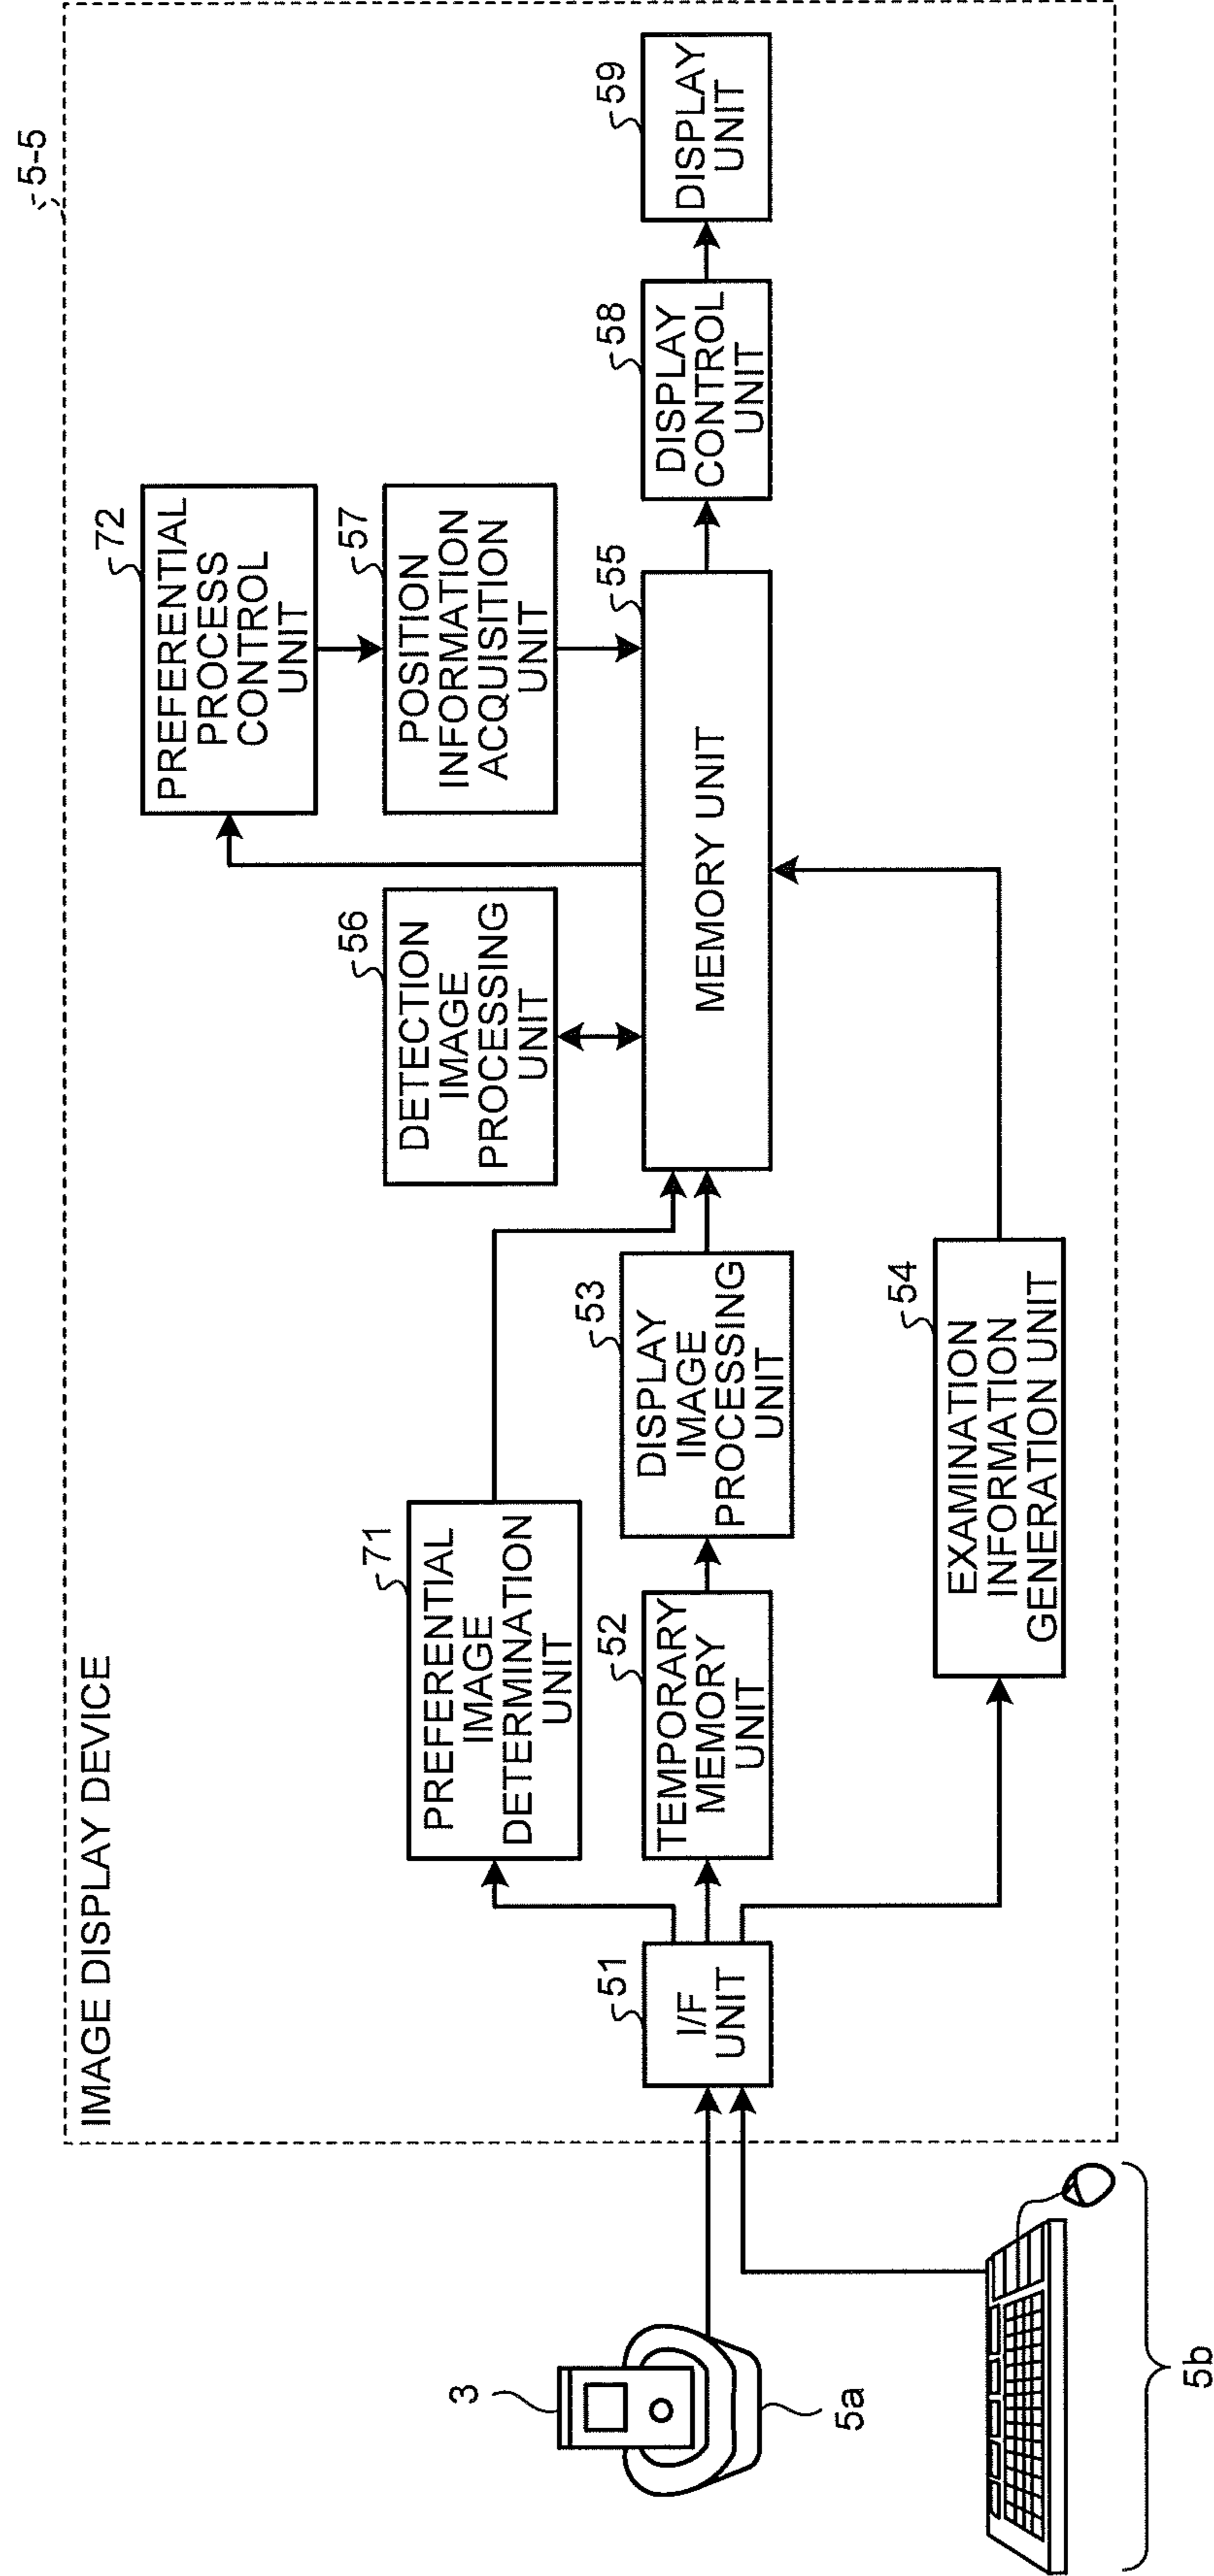 5-5
IMAGE DISPLAY DEVICE
72
PREFERENTIAL
PROCESS
CONTROL
UNIT
57
POSITION
INFORMATION
ACQUISITION
UNIT
56
DETECTION
IMAGE
PROCESSING
UNIT
71
PREFERENTIAL
IMAGE
DETERMINATION
UNIT
3
5a
51
I/F
UNIT
52
TEMPORARY
MEMORY
UNIT
53
DISPLAY
IMAGE
PROCESSING
UNIT
55
MEMORY UNIT
58
DISPLAY
CONTROL
UNIT
59
DISPLAY
UNIT
54
EXAMINATION
INFORMATION
GENERATION UNIT
5b